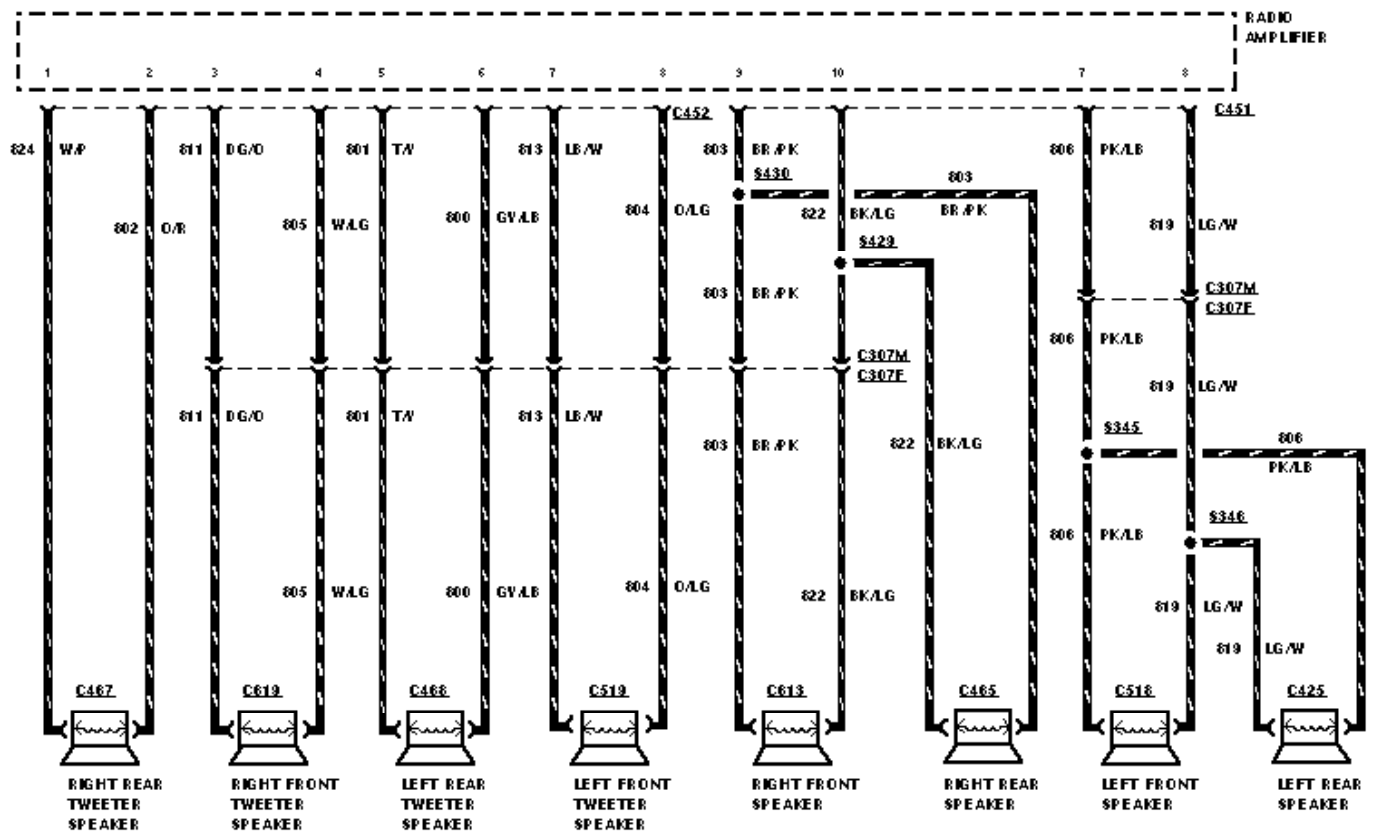 RADIO
AMPLIFIER
1 2 3 4 5 6 7 8 9 10 7 8
C452 C451
824 W/P 811 DG/O 801 T/Y 813 LB/W 803 BR/PK 806 PK/LB
S430 803
802 O/R 805 W/LG 800 GY/LB 804 O/LG 822 BK/LG BR/PK 819 LG/W
S429
803 BR/PK C307M
C307F
806 PK/LB
C307M
C307F
819 LG/W
811 DG/O 801 T/Y 813 LB/W
803 BR/PK 822 BK/LG S345 806
PK/LB
S346
806 PK/LB
805 W/LG 800 GY/LB 804 O/LG 822 BK/LG 819 LG/W
819 LG/W
C467 C619 C468 C519 C613 C465 C518 C425
RIGHT REAR
TWEETER
SPEAKER
RIGHT FRONT
TWEETER
SPEAKER
LEFT REAR
TWEETER
SPEAKER
LEFT FRONT
TWEETER
SPEAKER
RIGHT FRONT
SPEAKER
RIGHT REAR
SPEAKER
LEFT FRONT
SPEAKER
LEFT REAR
SPEAKER